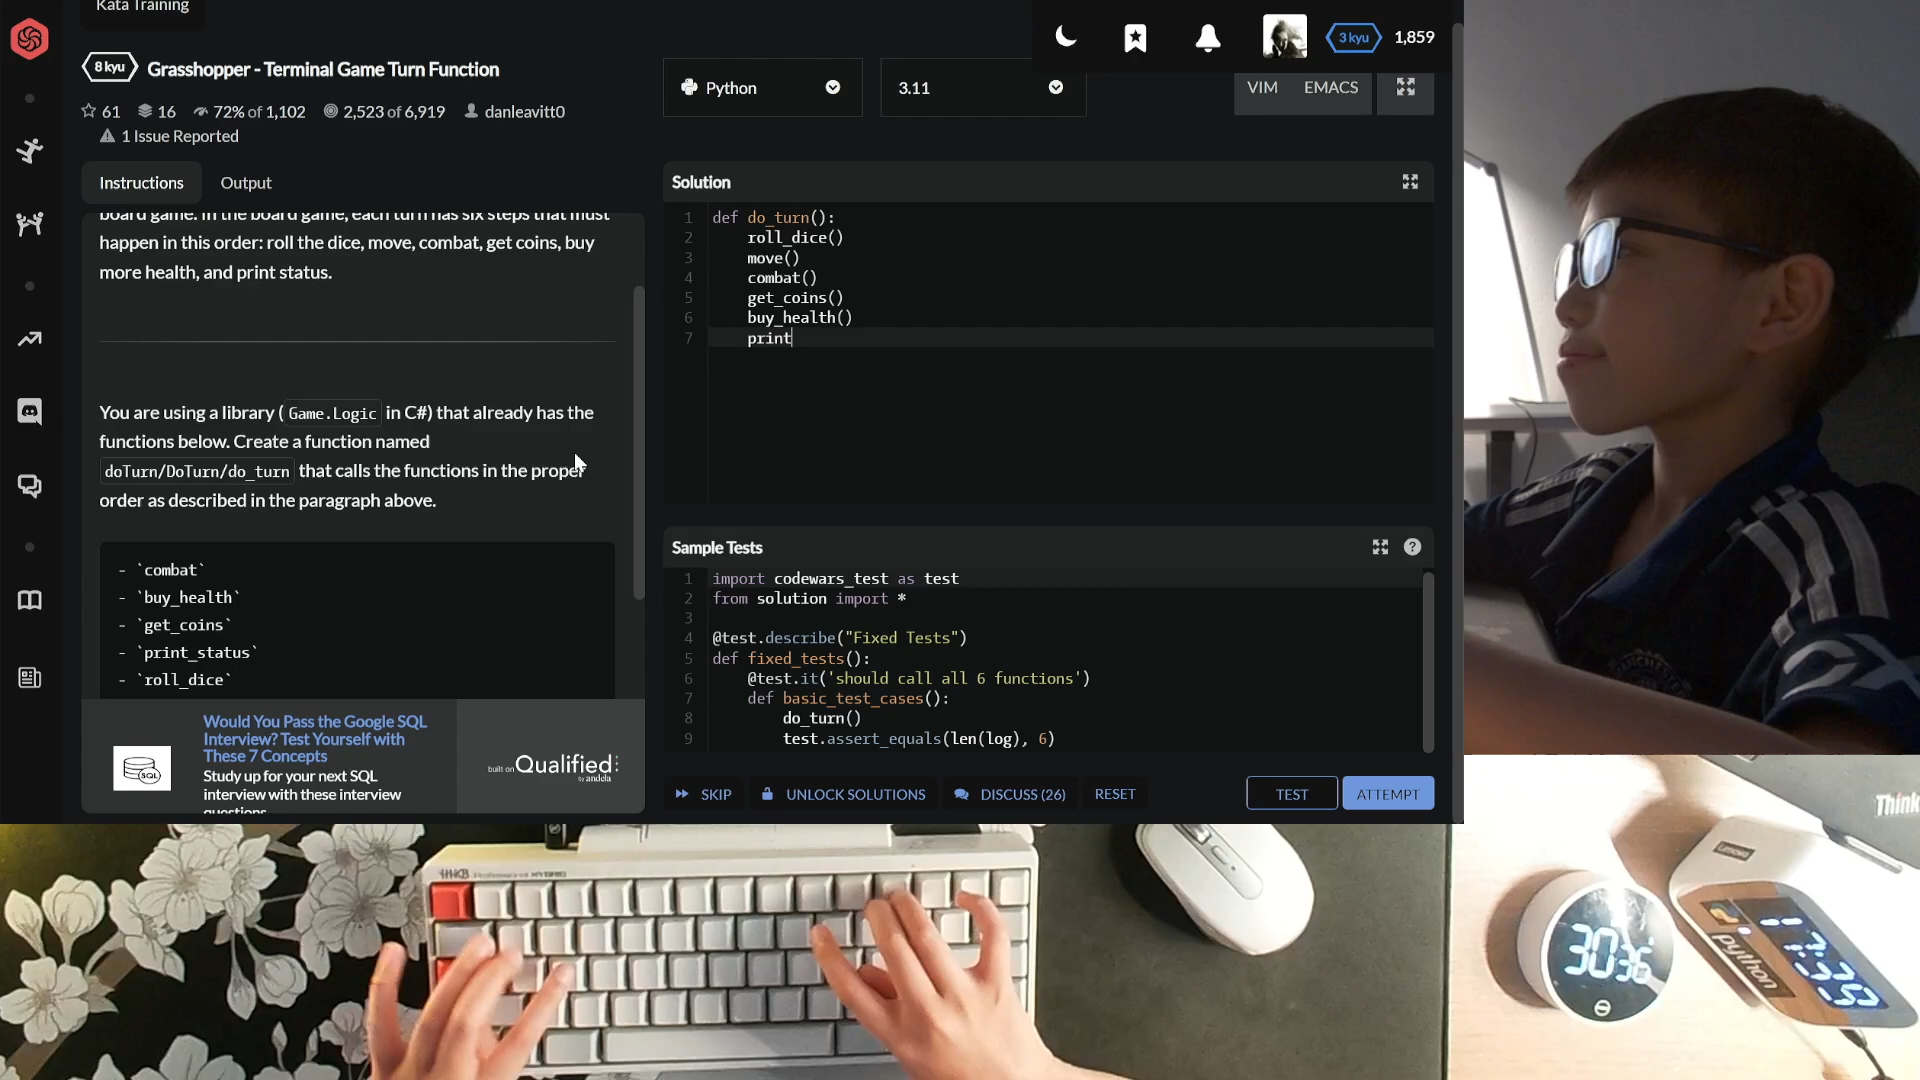 Kata Training
8 kyu
Grasshopper - Terminal Game Turn Function
61
16
72% of 1,102
2,523 of 6,919
danleavitt0
1 Issue Reported
Instructions
Output
board game. In the board game, each turn has six steps that must
happen in this order: roll the dice, move, combat, get coins, buy
more health, and print status.
You are using a library ( Game.Logic in C#) that already has the
functions below. Create a function named
doTurn/DoTurn/do_turn that calls the functions in the proper
order as described in the paragraph above.
- `combat`
- `buy_health`
- `get_coins`
- `print_status`
- `roll_dice`
Would You Pass the Google SQL
Interview? Test Yourself with
These 7 Concepts
Study up for your next SQL
interview with these interview
questions.
SQL
built on Qualified
by andela
3 kyu
1,859
Python
3.11
VIM
EMACS
Solution
1 def do_turn():
2 roll_dice()
3 move()
4 combat()
5 get_coins()
6 buy_health()
7 print
Sample Tests
1 import codewars_test as test
2 from solution import *
3
4 @test.describe("Fixed Tests")
5 def fixed_tests():
6 @test.it('should call all 6 functions')
7 def basic_test_cases():
8 do_turn()
9 test.assert_equals(len(log), 6)
SKIP
UNLOCK SOLUTIONS
DISCUSS (26)
RESET
TEST
ATTEMPT
HHKB Professional HYBRID
Think
Lenovo
python
30:36